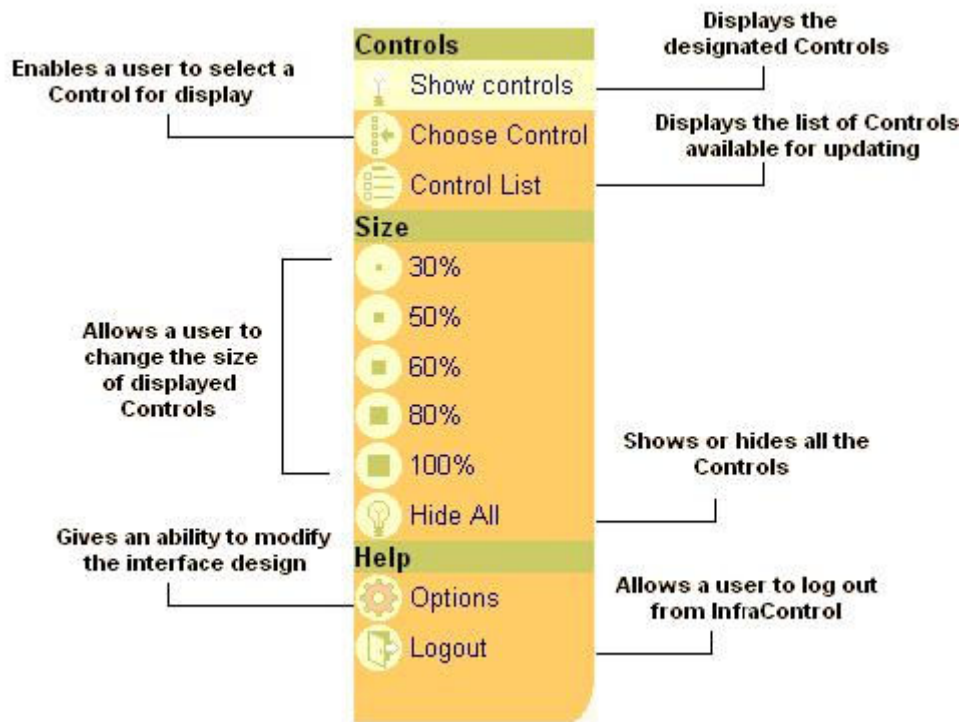 Controls
Show controls
Choose Control
Control List
Size
30%
50%
60%
80%
100%
Hide All
Help
Options
Logout
Enables a user to select a
Control for display
Allows a user to
change the size
of displayed
Controls
Gives an ability to modify
the interface design
Displays the
designated Controls
Displays the list of Controls
available for updating
Shows or hides all the
Controls
Allows a user to log out
from InfraControl